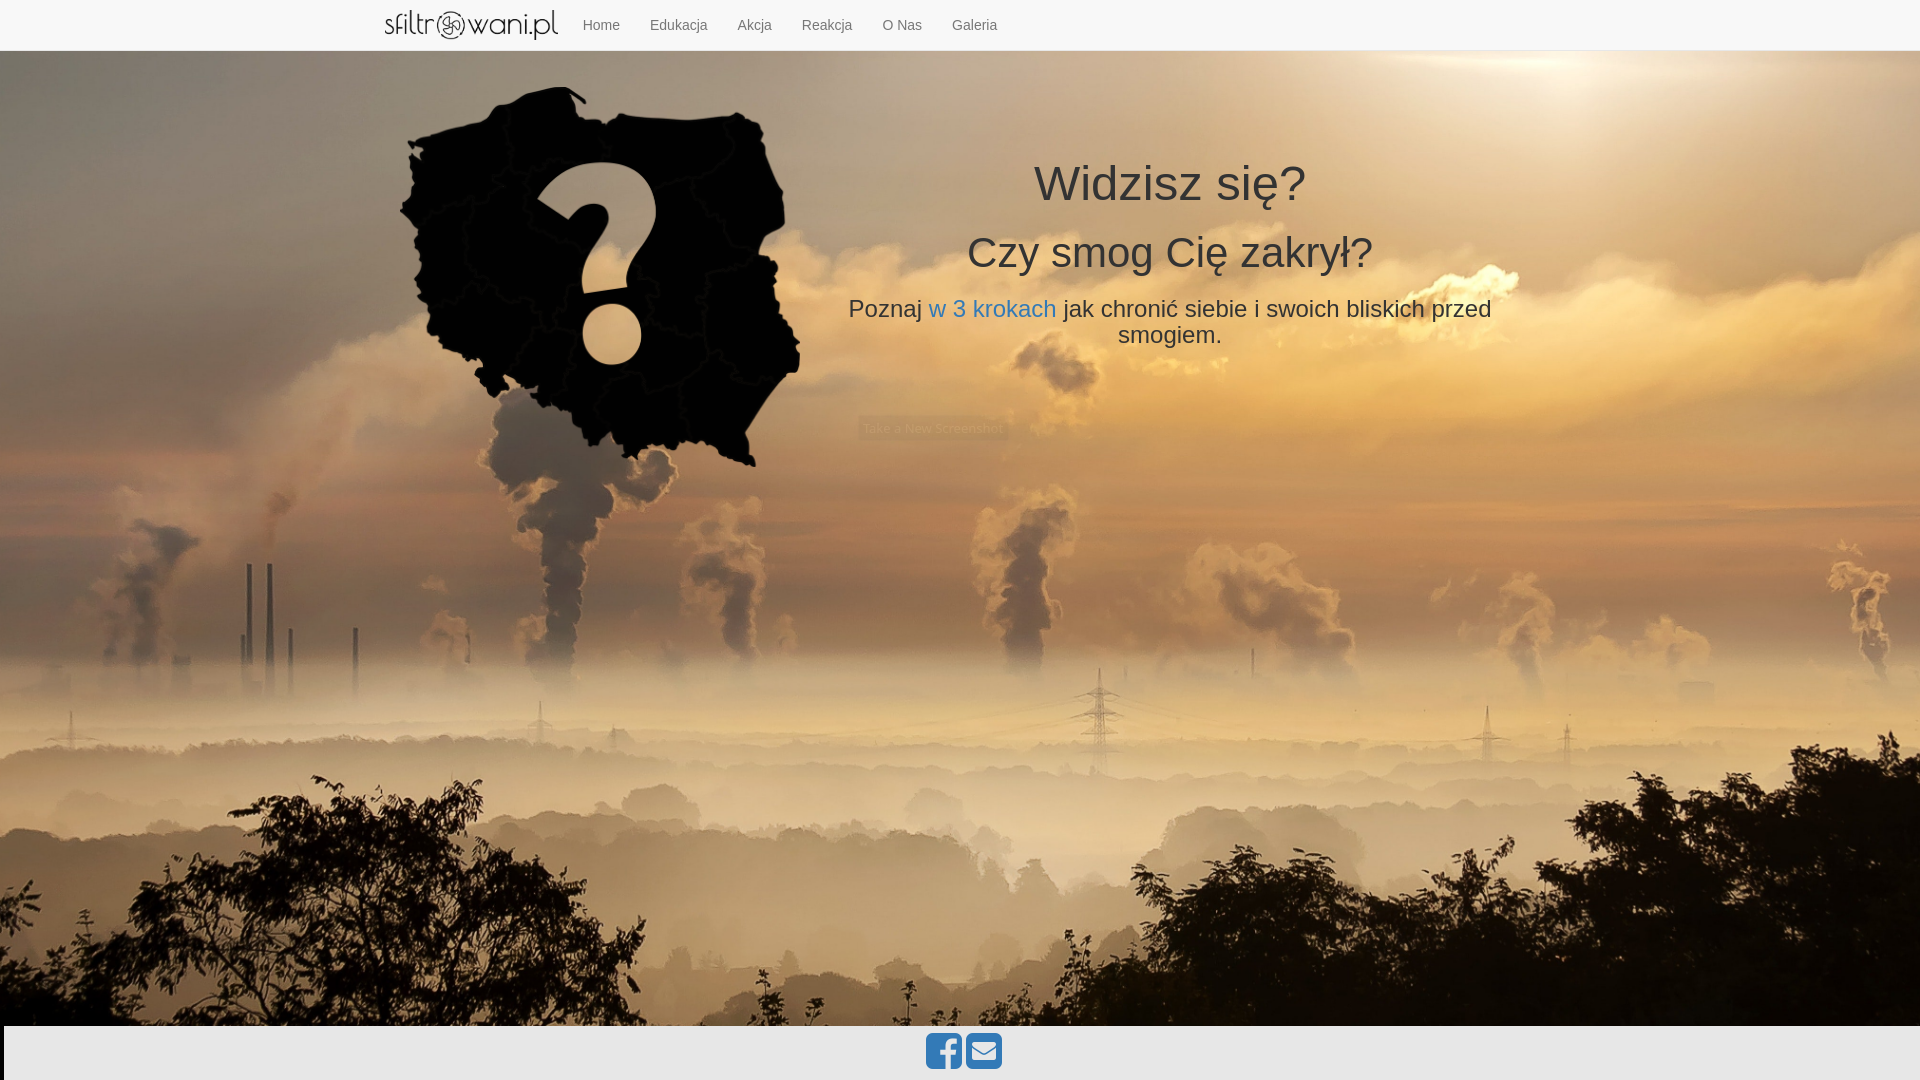 sfiltrowani.pl
Home
Edukacja
Akcja
Reakcja
O Nas
Galeria
?
Widzisz się?
Czy smog Cię zakrył?
Poznaj w 3 krokach jak chronić siebie i swoich bliskich przed
smogiem.
Take a New Screenshot